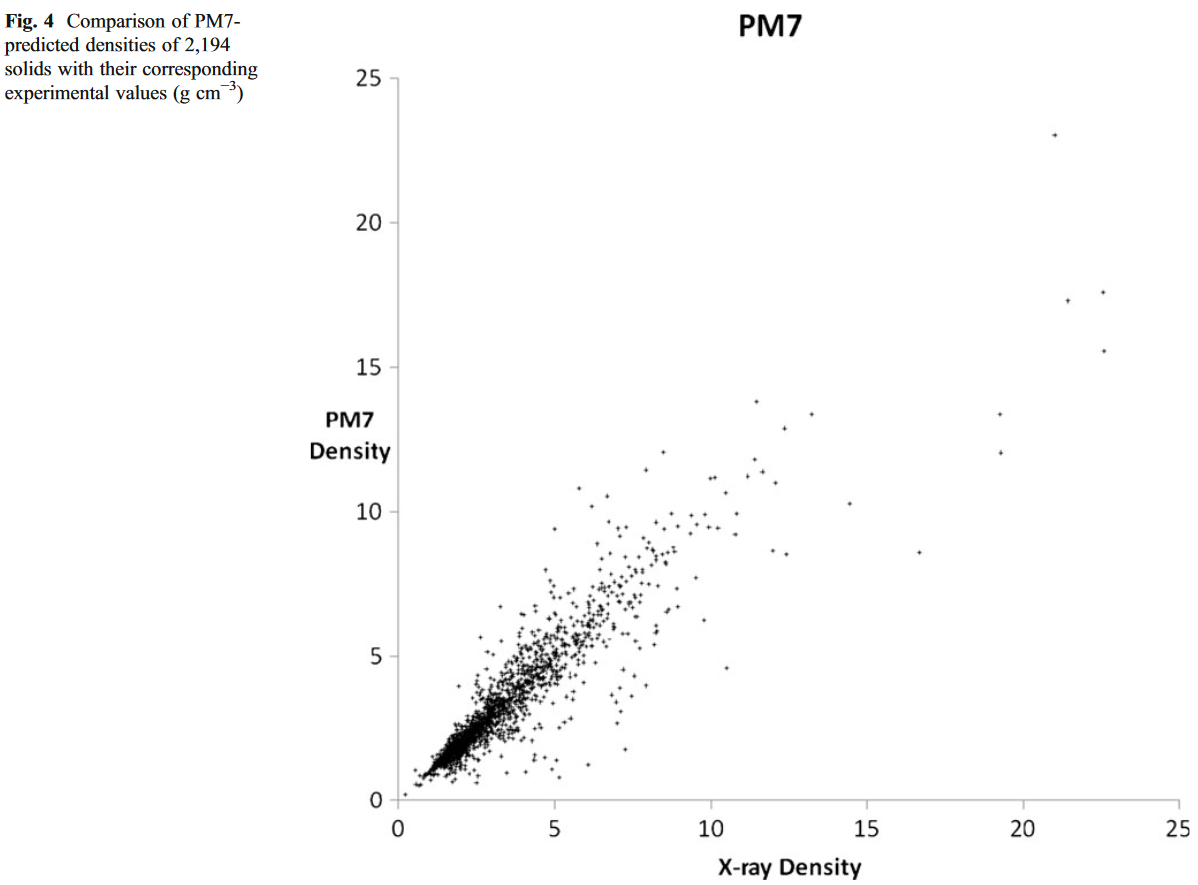 Fig. 4 Comparison of PM7-
predicted densities of 2,194
solids with their corresponding
experimental values (g cm⁻³)
PM7
25
20
15
PM7
Density
10
5
0
0 5 10 15 20 25
X-ray Density